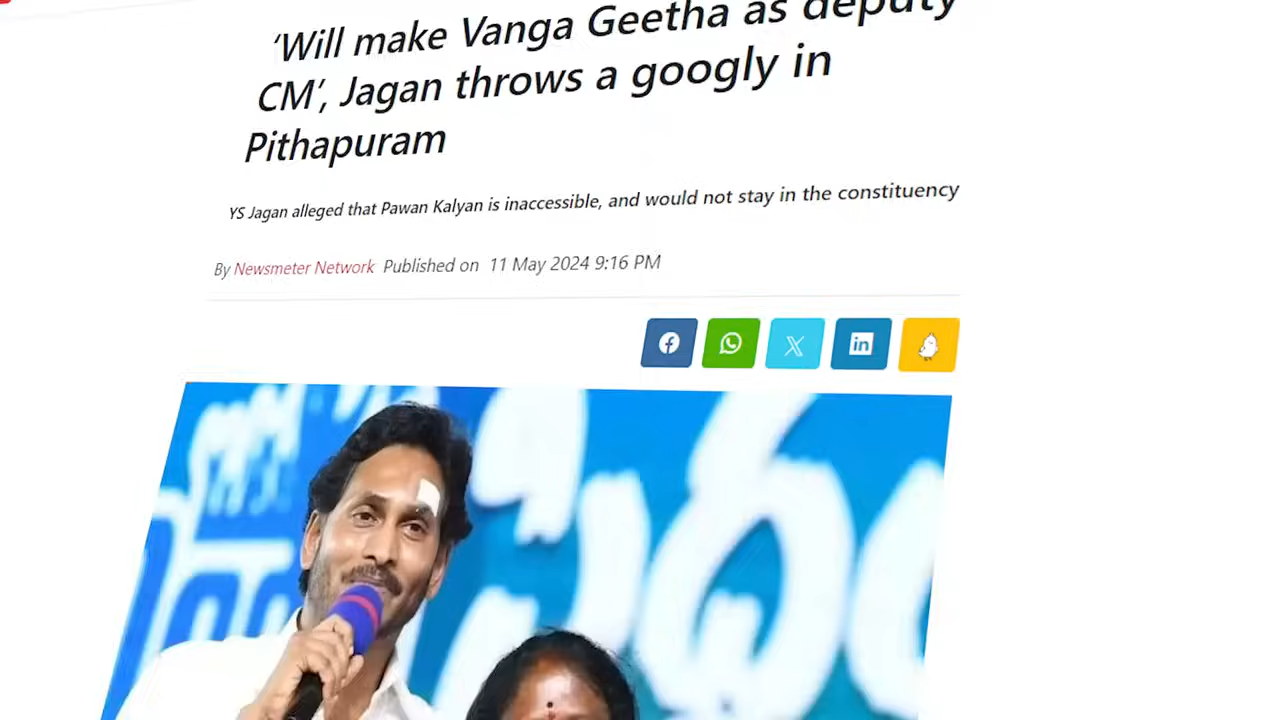 ‘Will make Vanga Geetha as deputy
CM’, Jagan throws a googly in
Pithapuram
YS Jagan alleged that Pawan Kalyan is inaccessible, and would not stay in the constituency
By Newsmeter Network Published on 11 May 2024 9:16 PM
in